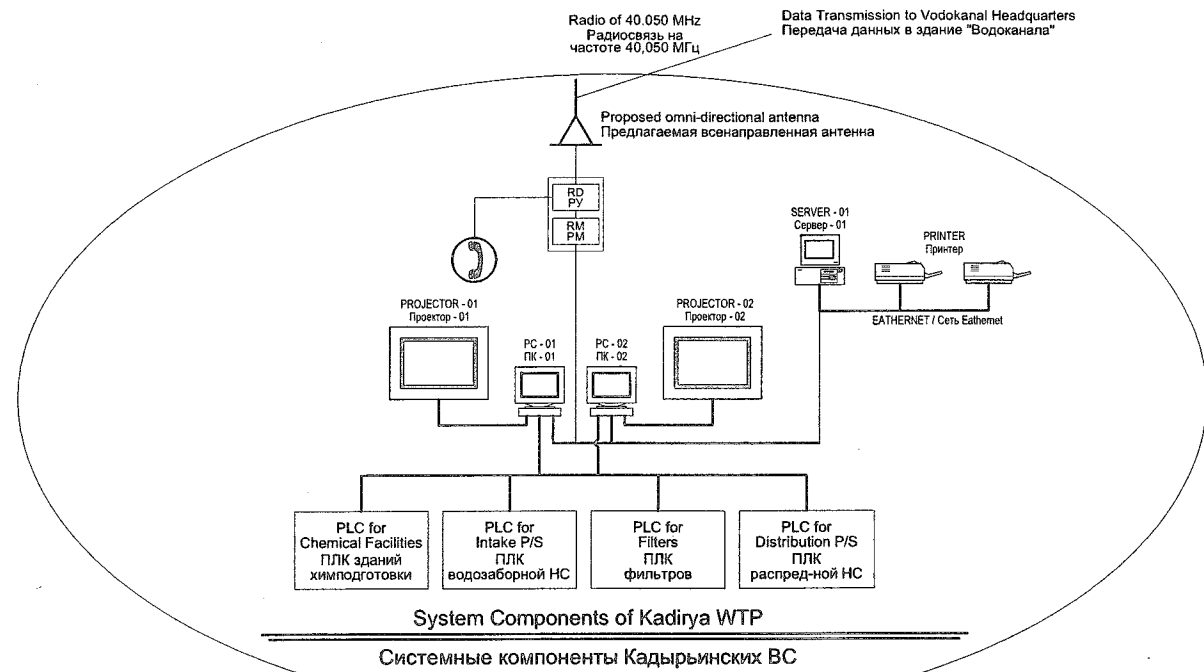 Radio of 40.050 MHz
Радиосвязь на
частоте 40,050 МГц
Data Transmission to Vodokanal Headquarters
Передача данных в здание "Водоканала"
Proposed omni-directional antenna
Предлагаемая всенаправленная антенна
RD
РУ
RM
РМ
SERVER - 01
Сервер - 01
PRINTER
Принтер
EATHERNET / Сеть Eathernet
PROJECTOR - 01
Проектор - 01
PC - 01
ПК - 01
PC - 02
ПК - 02
PROJECTOR - 02
Проектор - 02
PLC for
Chemical Facilities
ПЛК зданий
химподготовки
PLC for
Intake P/S
ПЛК
водозаборной НС
PLC for
Filters
ПЛК
фильтров
PLC for
Distribution P/S
ПЛК
распред-ной НС
System Components of Kadirya WTP
Системные компоненты Кадырьинских ВС